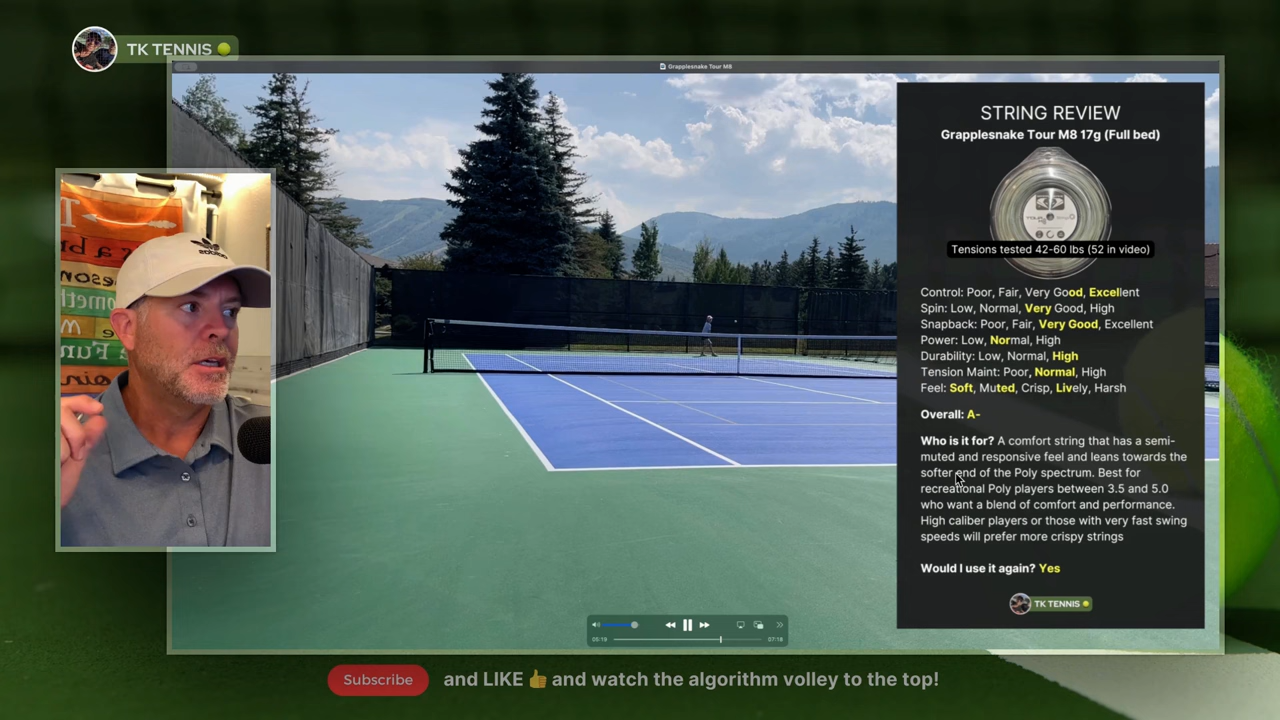 TK TENNIS
Grapplesnake Tour M8
STRING REVIEW
Grapplesnake Tour M8 17g (Full bed)
Tensions tested 42-60 lbs (52 in video)
Control: Poor, Fair, Very Good, Excellent
Spin: Low, Normal, Very Good, High
Snapback: Poor, Fair, Very Good, Excellent
Power: Low, Normal, High
Durability: Low, Normal, High
Tension Maint: Poor, Normal, High
Feel: Soft, Muted, Crisp, Lively, Harsh
Overall: A-
Who is it for? A comfort string that has a semi-
muted and responsive feel and leans towards the
softer end of the Poly spectrum. Best for
recreational Poly players between 3.5 and 5.0
who want a blend of comfort and performance.
High caliber players or those with very fast swing
speeds will prefer more crispy strings
Would I use it again? Yes
TK TENNIS
05:19
07:18
Subscribe and LIKE 👍 and watch the algorithm volley to the top!